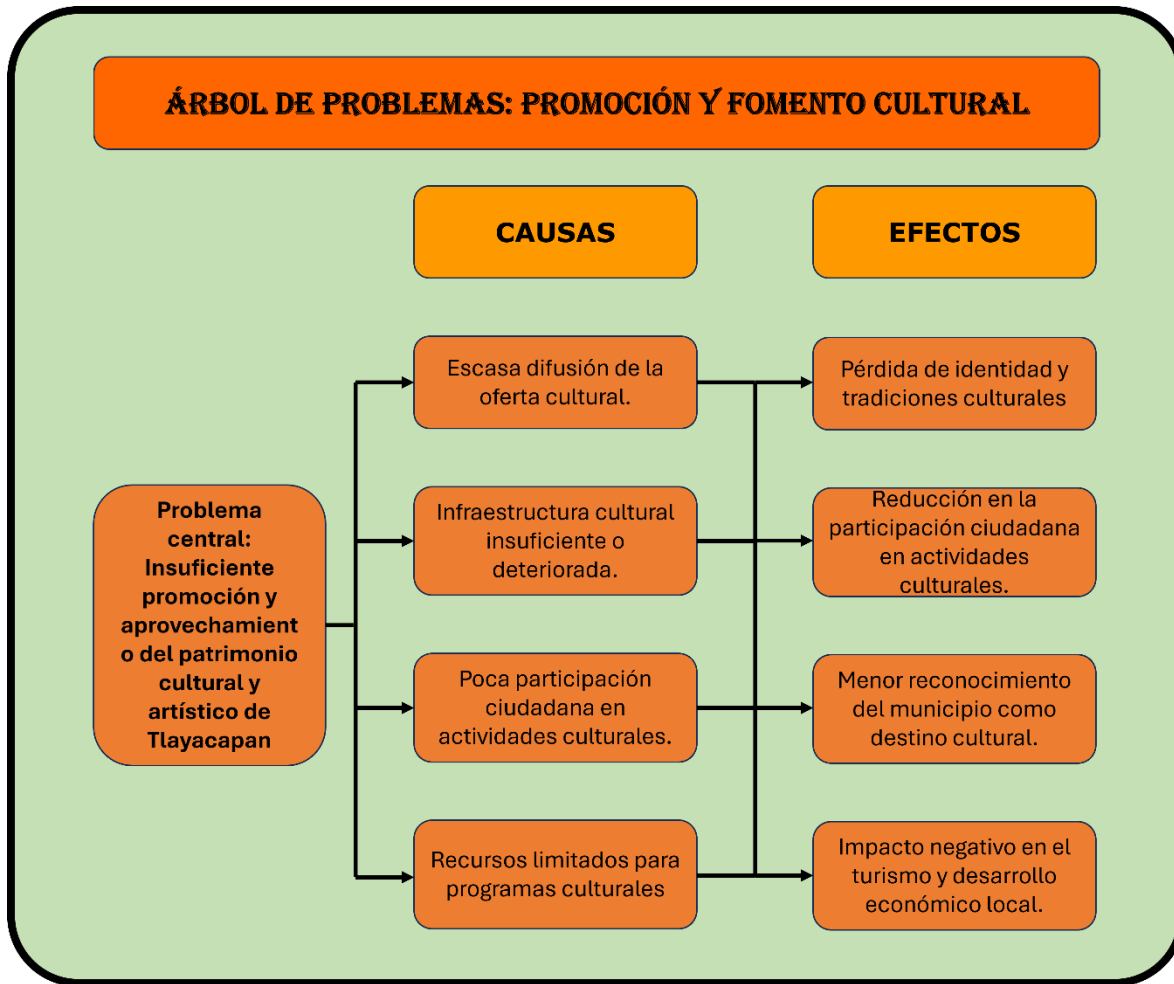 ÁRBOL DE PROBLEMAS: PROMOCIÓN Y FOMENTO CULTURAL
CAUSAS
EFECTOS
Problema
central:
Insuficiente
promoción y
aprovechamient
o del patrimonio
cultural y
artístico de
Tlayacapan
Escasa difusión de la
oferta cultural.
Pérdida de identidad y
tradiciones culturales
Infraestructura cultural
insuficiente o
deteriorada.
Reducción en la
participación ciudadana
en actividades
culturales.
Poca participación
ciudadana en
actividades culturales.
Menor reconocimiento
del municipio como
destino cultural.
Recursos limitados para
programas culturales
Impacto negativo en el
turismo y desarrollo
económico local.